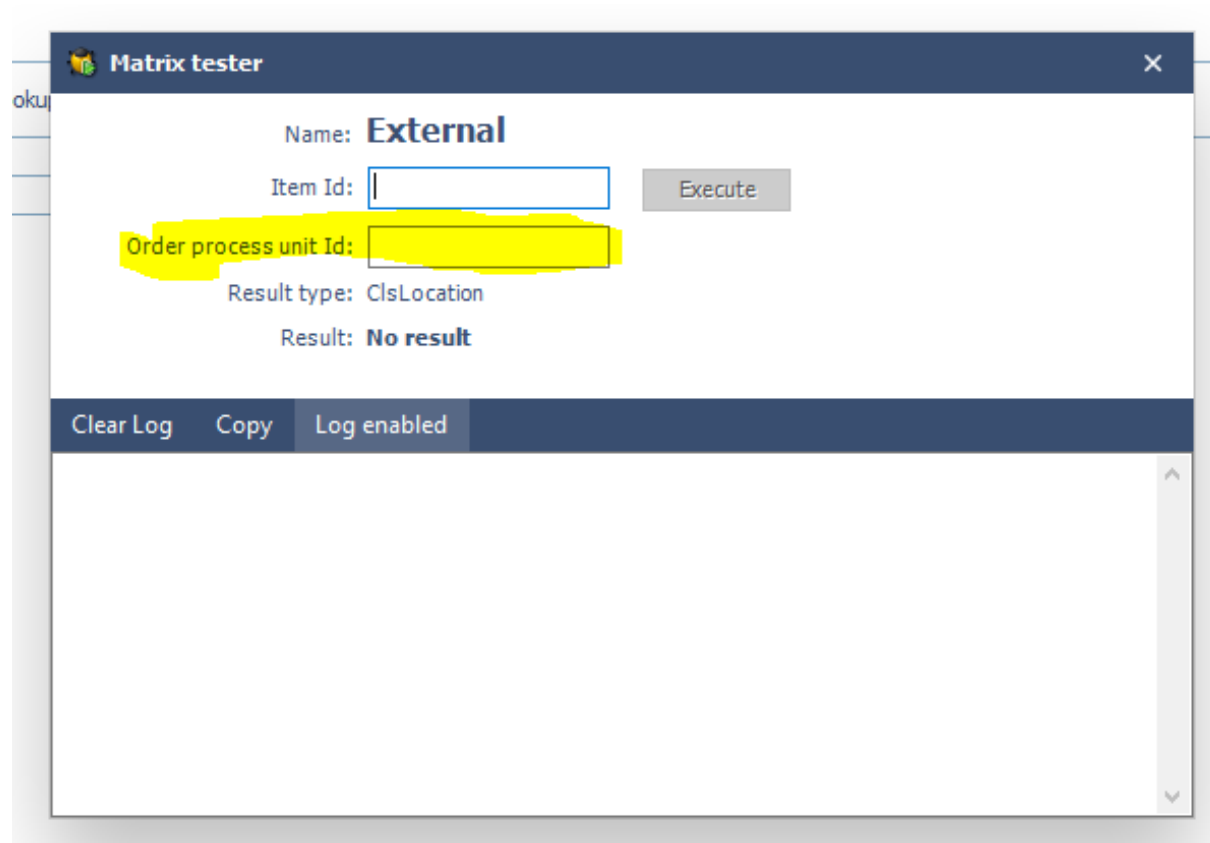 Matrix tester
Name: External
Item Id:
Execute
Order process unit Id:
Result type: ClsLocation
Result: No result
Clear Log Copy Log enabled